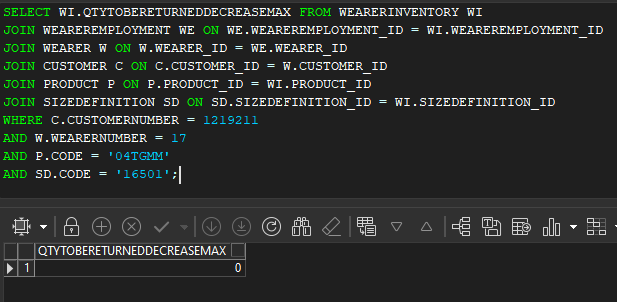 SELECT WI.QTYTOBERETURNEDDECREASEMAX FROM WEARERINVENTORY WI
JOIN WEAREREMPLOYMENT WE ON WE.WEAREREMPLOYMENT_ID = WI.WEAREREMPLOYMENT_ID
JOIN WEARER W ON W.WEARER_ID = WE.WEARER_ID
JOIN CUSTOMER C ON C.CUSTOMER_ID = W.CUSTOMER_ID
JOIN PRODUCT P ON P.PRODUCT_ID = WI.PRODUCT_ID
JOIN SIZEDEFINITION SD ON SD.SIZEDEFINITION_ID = WI.SIZEDEFINITION_ID
WHERE C.CUSTOMERNUMBER = 1219211
AND W.WEARERNUMBER = 17
AND P.CODE = '04TGMM'
AND SD.CODE = '16501';
QTYTOBERETURNEDDECREASEMAX
1 0